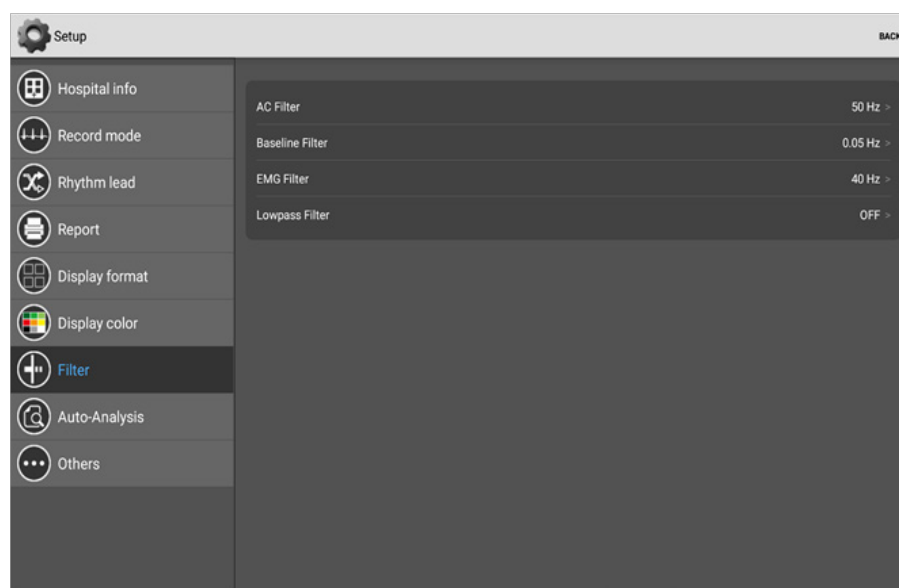 Setup
BACK
Hospital info
Record mode
Rhythm lead
Report
Display format
Display color
Filter
Auto-Analysis
Others
AC Filter 50 Hz >
Baseline Filter 0.05 Hz >
EMG Filter 40 Hz >
Lowpass Filter OFF >